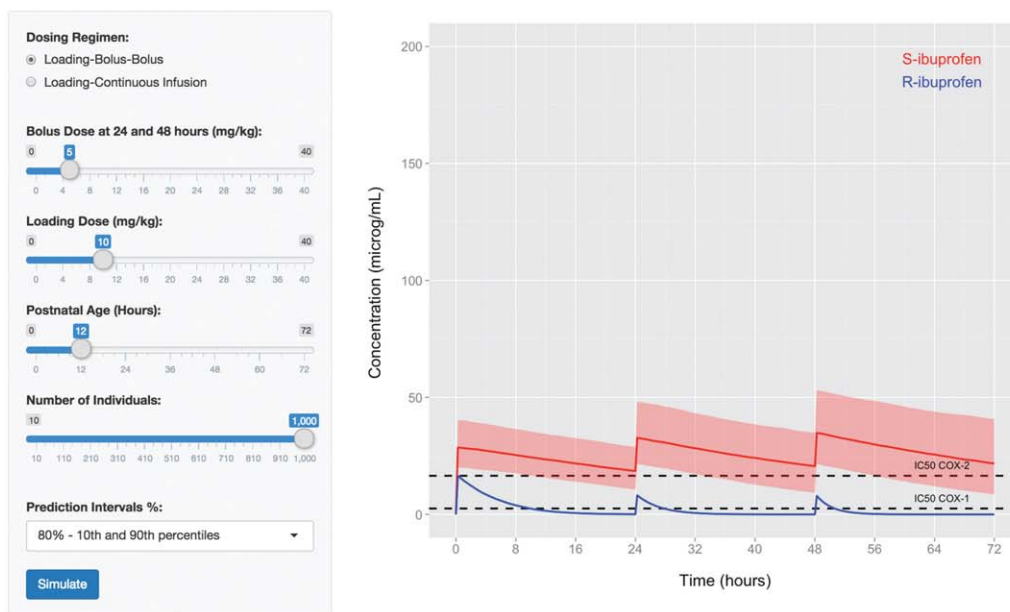 Dosing Regimen:
Loading-Bolus-Bolus
Loading-Continuous Infusion
Bolus Dose at 24 and 48 hours (mg/kg):
0 5 40
0 4 8 12 16 20 24 28 32 36 40
Loading Dose (mg/kg):
0 10 40
0 4 8 12 16 20 24 28 32 36 40
Postnatal Age (Hours):
0 12 72
0 12 24 36 48 60 72
Number of Individuals:
10 1,000
10 110 210 310 410 510 610 710 810 910 1,000
Prediction Intervals %:
80% - 10th and 90th percentiles
Simulate
S-ibuprofen
R-ibuprofen
Concentration (microg/mL)
200
150
100
50
0
IC50 COX-2
IC50 COX-1
0 8 16 24 32 40 48 56 64 72
Time (hours)